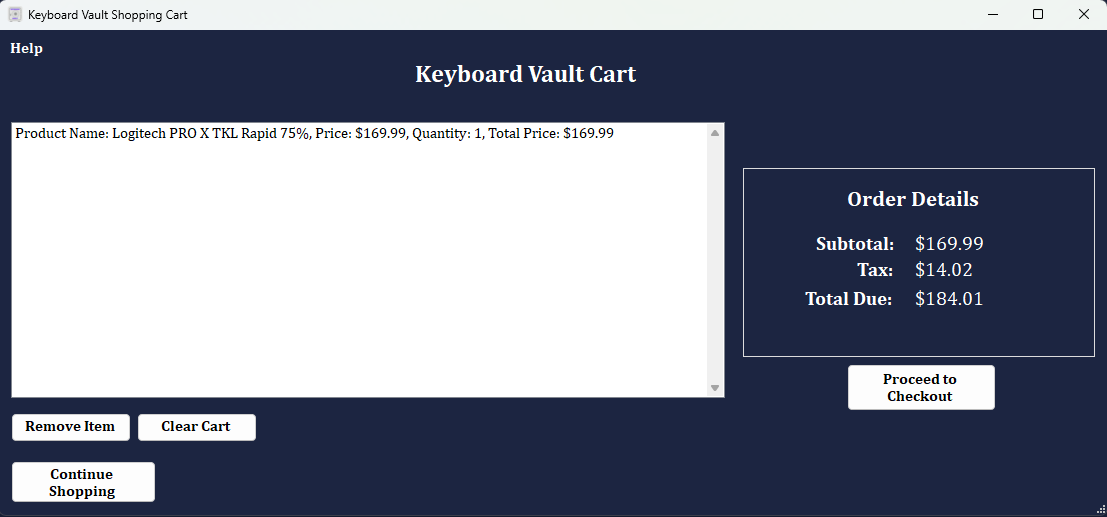 Keyboard Vault Shopping Cart
Help
Keyboard Vault Cart
Product Name: Logitech PRO X TKL Rapid 75%, Price: $169.99, Quantity: 1, Total Price: $169.99
Order Details
Subtotal: $169.99
Tax: $14.02
Total Due: $184.01
Proceed to
Checkout
Remove Item
Clear Cart
Continue
Shopping